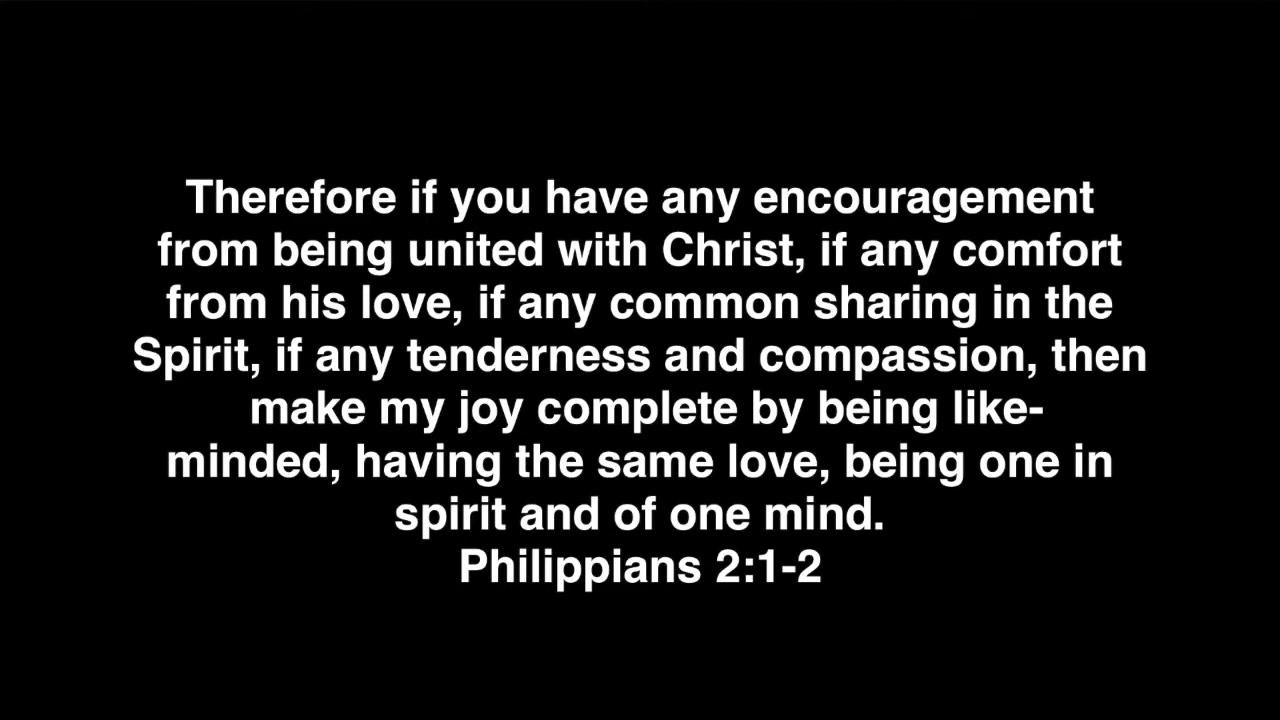 Therefore if you have any encouragement
from being united with Christ, if any comfort
from his love, if any common sharing in the
Spirit, if any tenderness and compassion, then
make my joy complete by being like-
minded, having the same love, being one in
spirit and of one mind.
Philippians 2:1-2